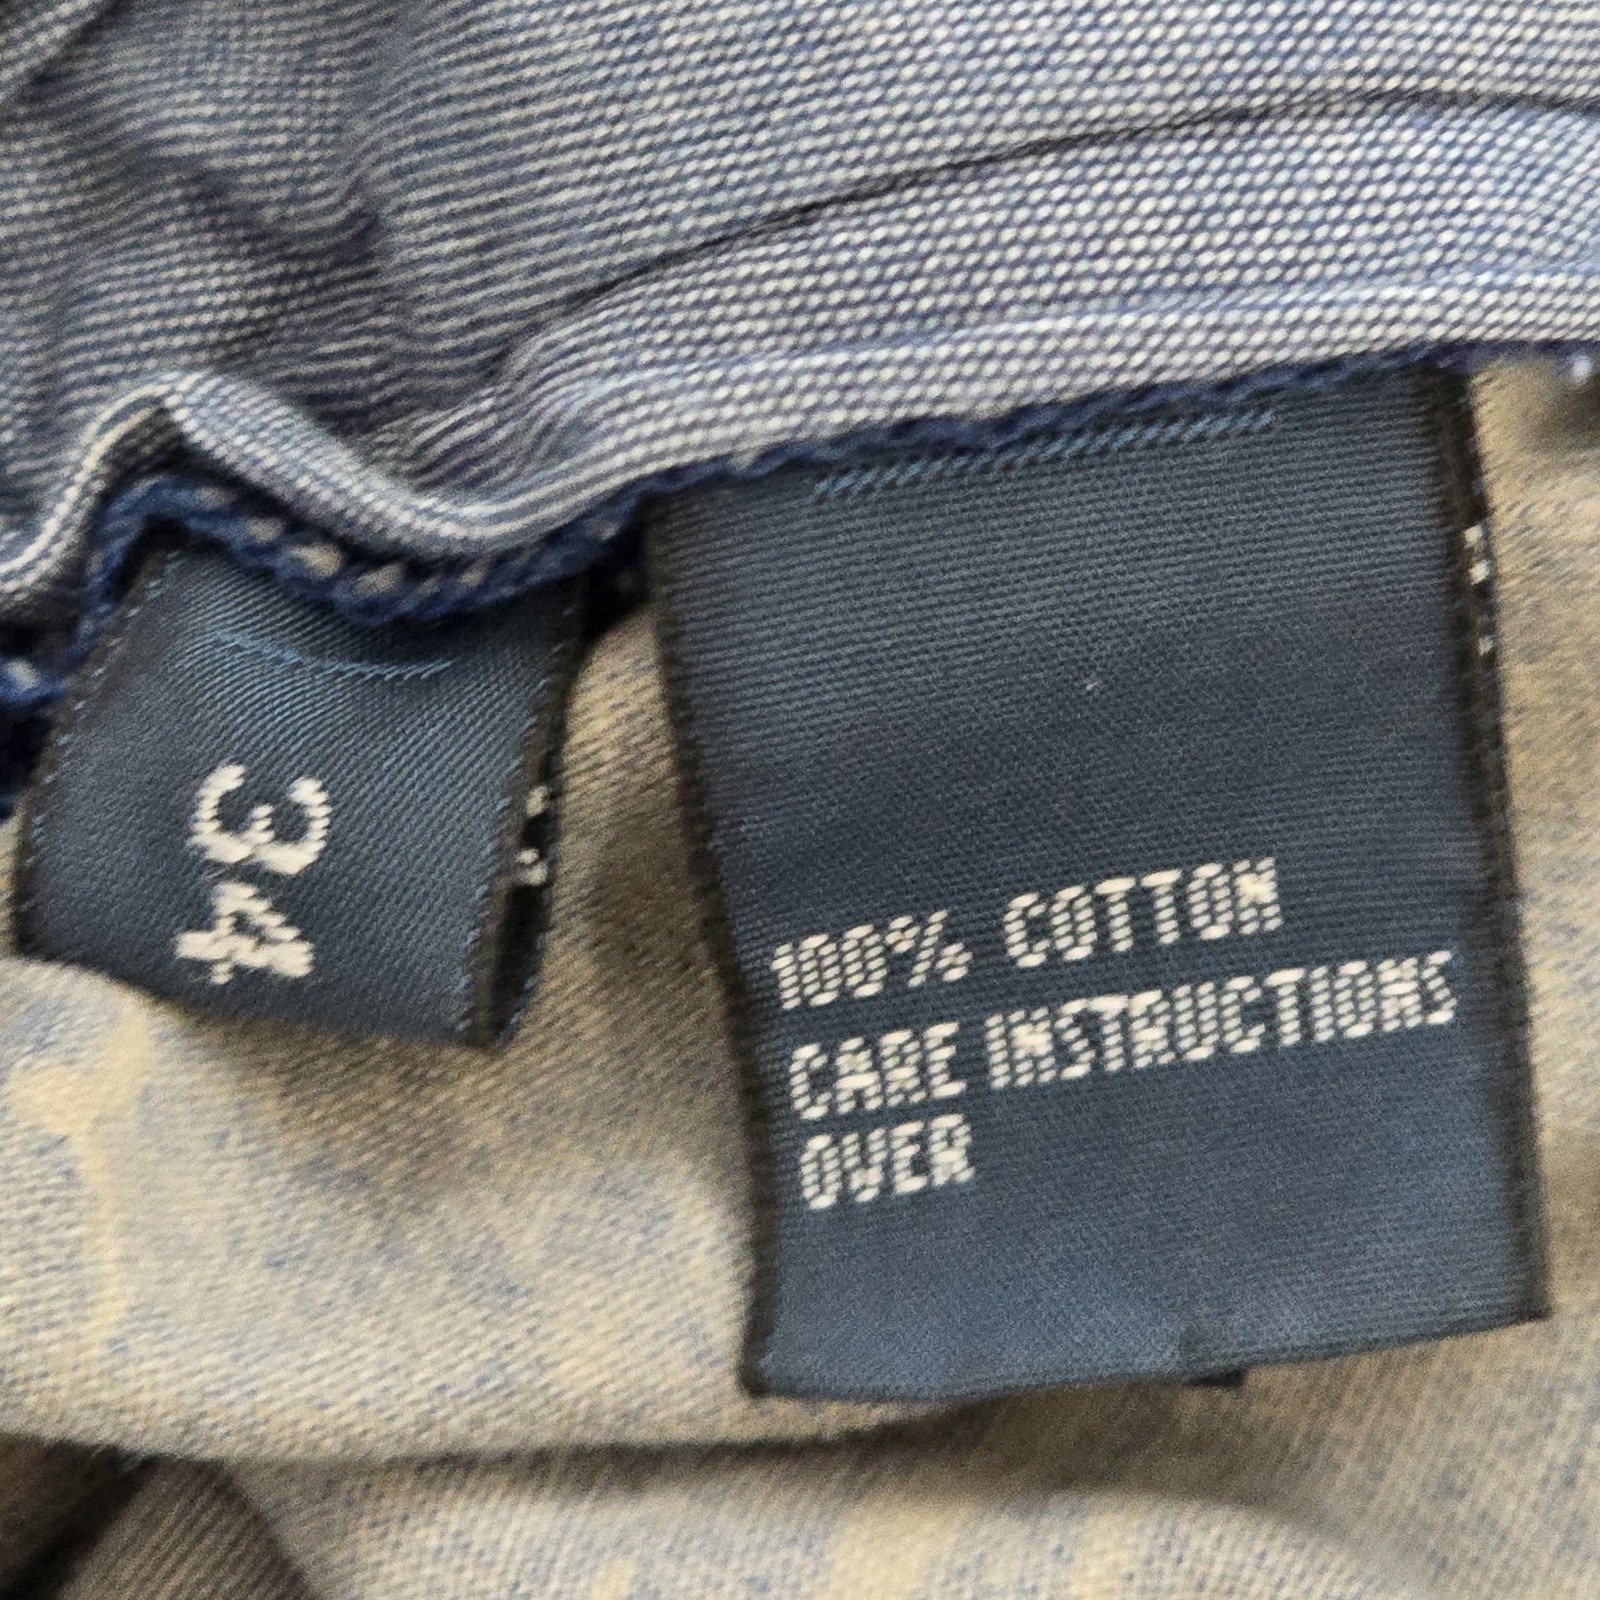 34
100% COTTON
CARE INSTRUCTIONS
OVER